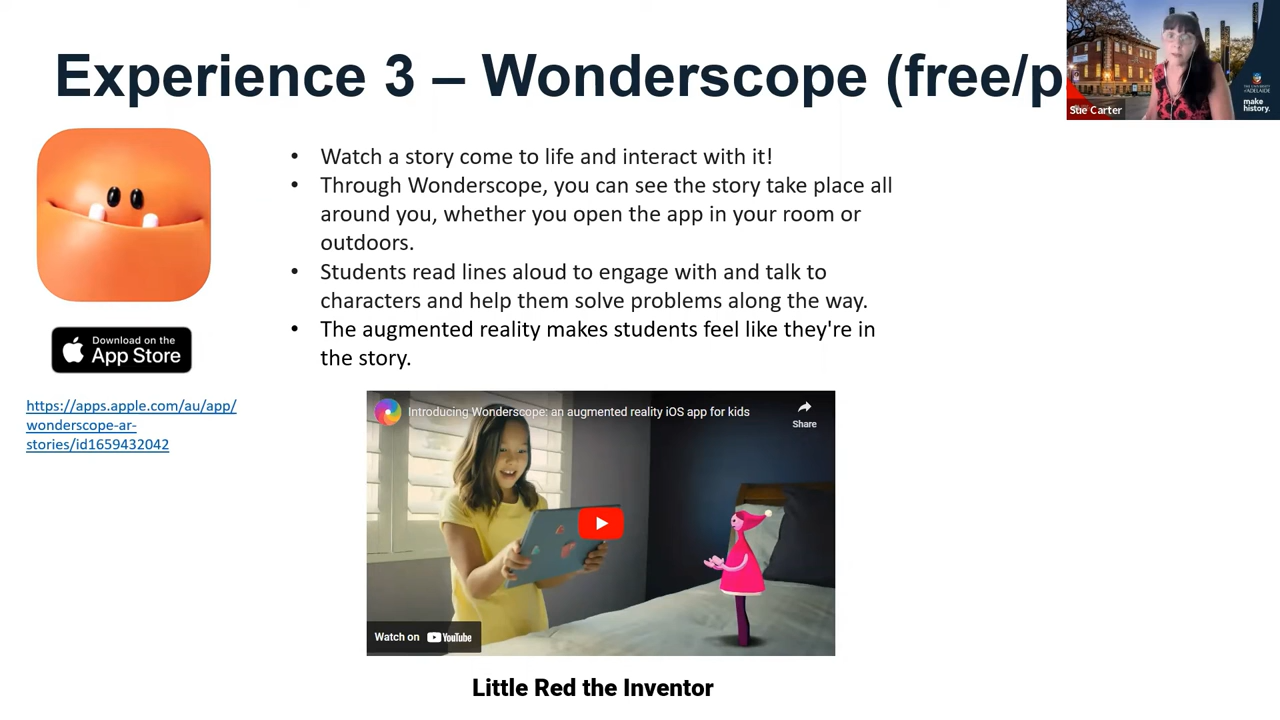 Experience 3 – Wonderscope (free/p
Sue Carter
THE UNIVERSITY
of ADELAIDE
make
history.
• Watch a story come to life and interact with it!
• Through Wonderscope, you can see the story take place all
around you, whether you open the app in your room or
outdoors.
• Students read lines aloud to engage with and talk to
characters and help them solve problems along the way.
• The augmented reality makes students feel like they're in
the story.
Download on the
App Store
https://apps.apple.com/au/app/
wonderscope-ar-
stories/id1659432042
Introducing Wonderscope: an augmented reality iOS app for kids
Share
Watch on YouTube
Little Red the Inventor